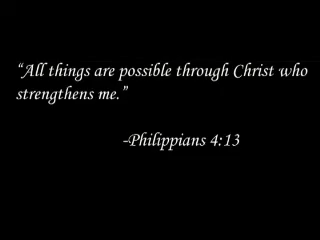 “All things are possible through Christ who
strengthens me.”
-Philippians 4:13